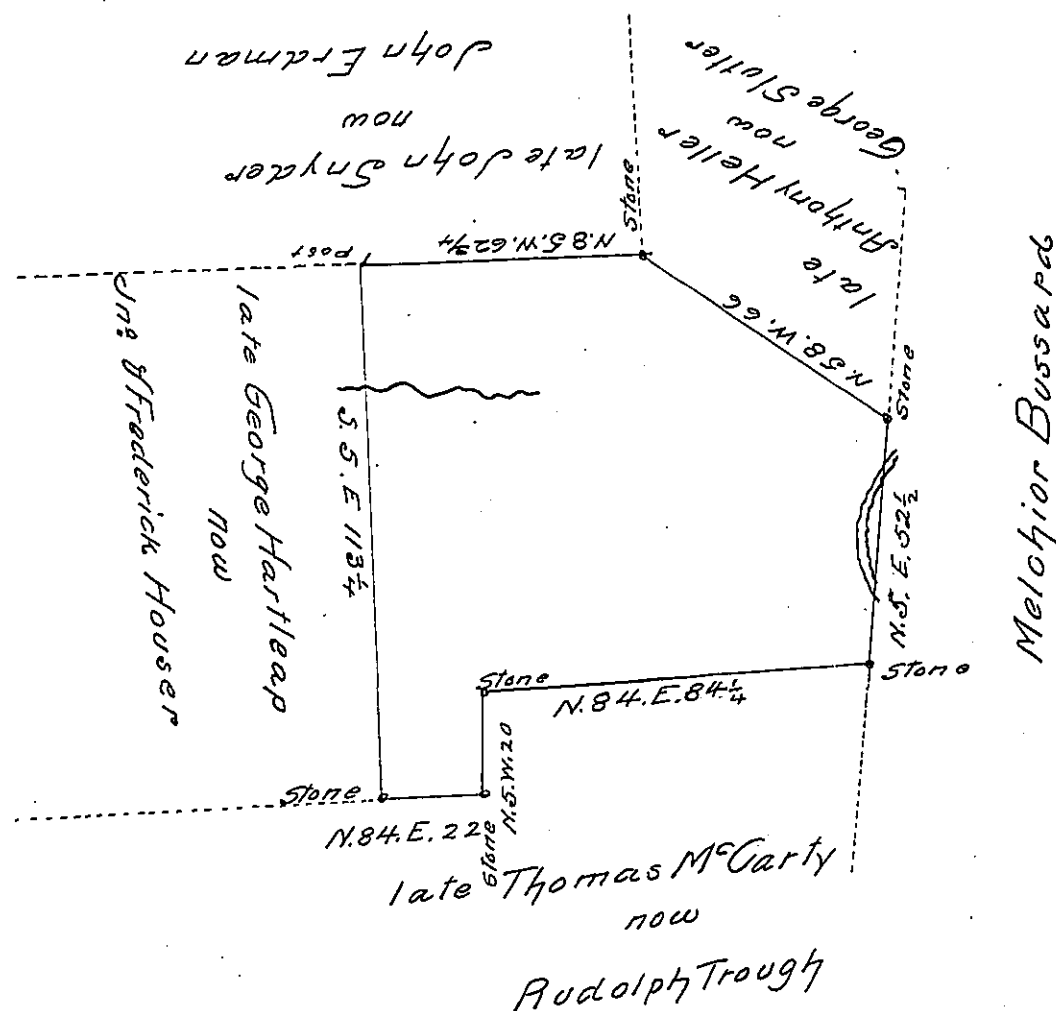 John Erdman
now
late John Snyder
George Slutter
now
Anthony Heller
late
Stone
Post
N.85.W.62¾
N.58.W.66
Stone
N.5.E.52½
Melchior Bussard
Jnº & Frederick Houser
now
late George Hartleap
S.5.E 113¼
Stone
N.84.E.84¼
Stone
N.5.W.20
Stone
N.84.E.22
Stone
late Thomas McCarty
now
Rudolph Trough